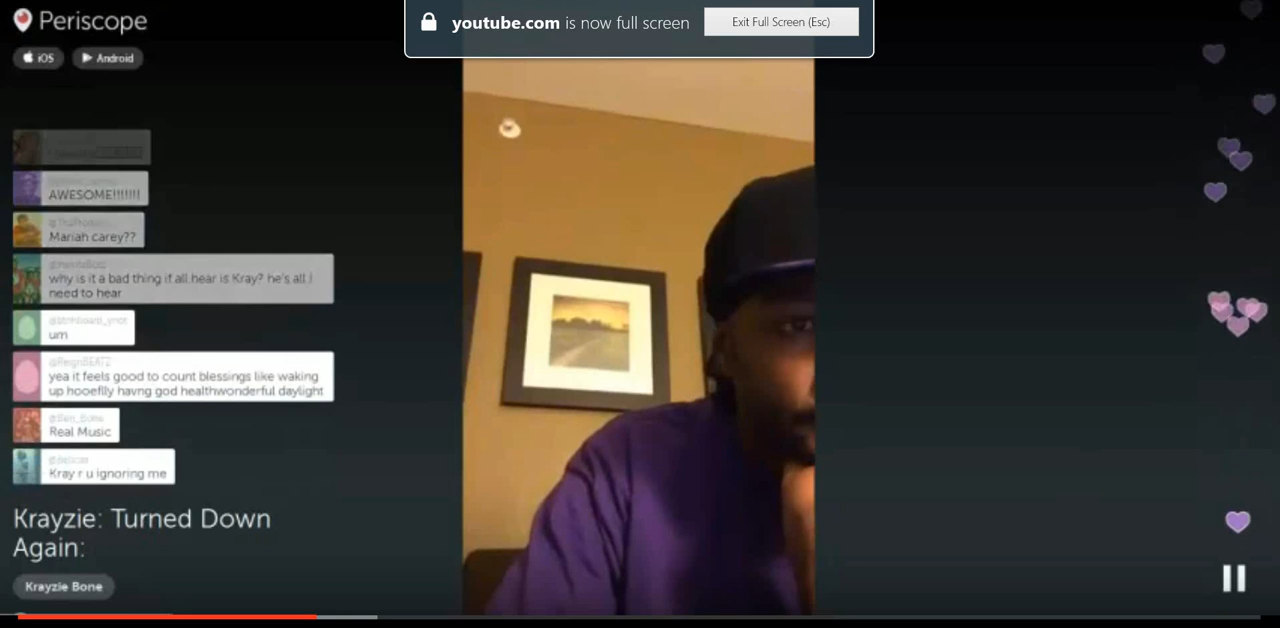 Periscope
iOS
Android
youtube.com is now full screen
Exit Full Screen (Esc)
AWESOME!!!!!!!
Mariah carey??
why is it a bad thing if all hear is Kray? he's all I
need to hear
um
@ReignBEATZ
yea it feels good to count blessings like waking
up hooeflly havng god healthwonderful daylight
@Ben_Bone
Real Music
Kray r u ignoring me
Krayzie: Turned Down
Again:
Krayzie Bone